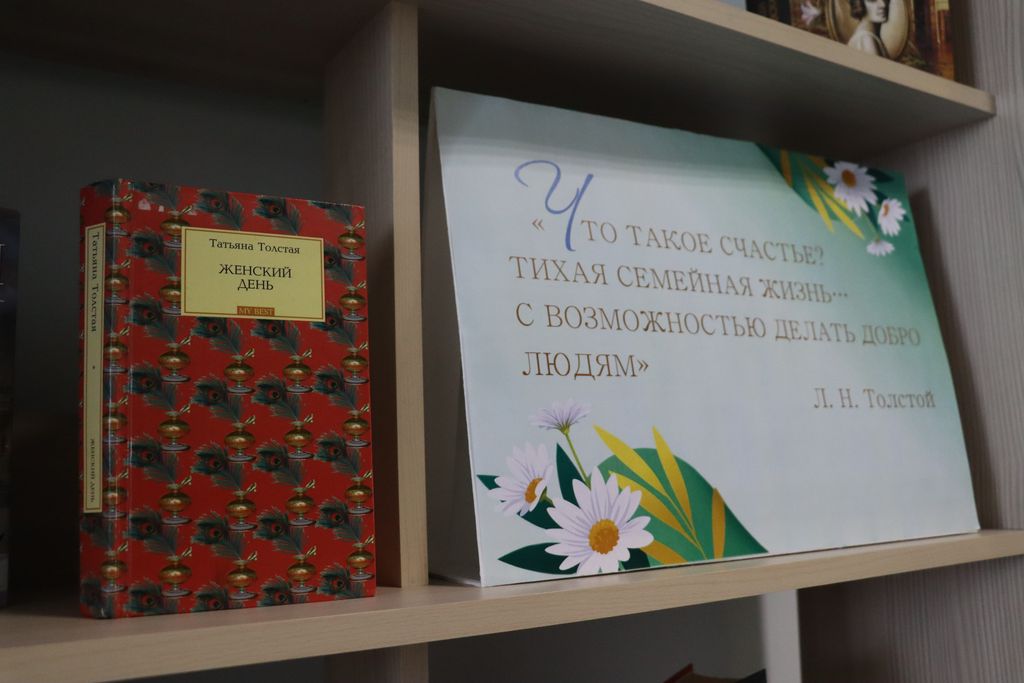 Татьяна Толстая
ЖЕНСКИЙ
ДЕНЬ
MY BEST
Татьяна Толстая
ЖЕНСКИЙ ДЕНЬ
«Что такое счастье?
тихая семейная жизнь...
с возможностью делать добро
людям»
Л. Н. Толстой